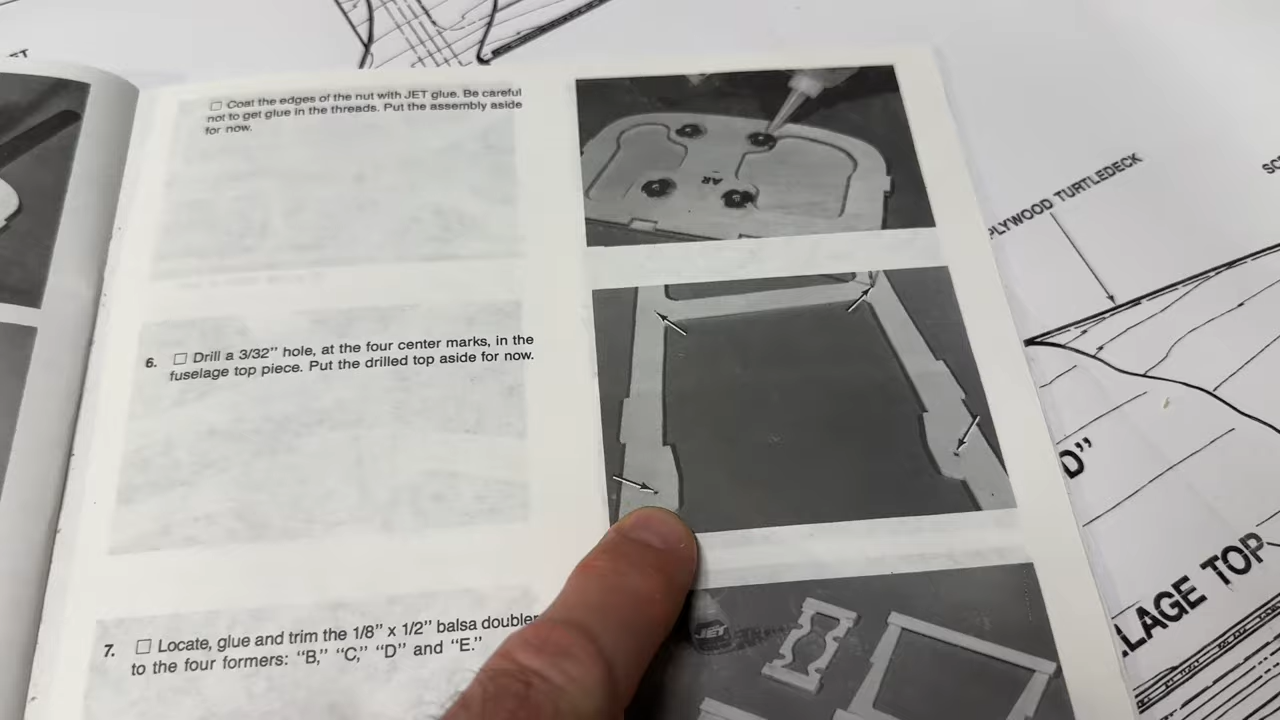 ☐ Coat the edges of the nut with JET glue. Be careful
not to get glue in the threads. Put the assembly aside
for now.
AR
6. ☐ Drill a 3/32" hole, at the four center marks, in the
fuselage top piece. Put the drilled top aside for now.
7. ☐ Locate, glue and trim the 1/8" x 1/2" balsa doubler
to the four formers: "B," "C," "D" and "E."
JET
PLYWOOD TURTLEDECK
SC
D"
LAGE TOP